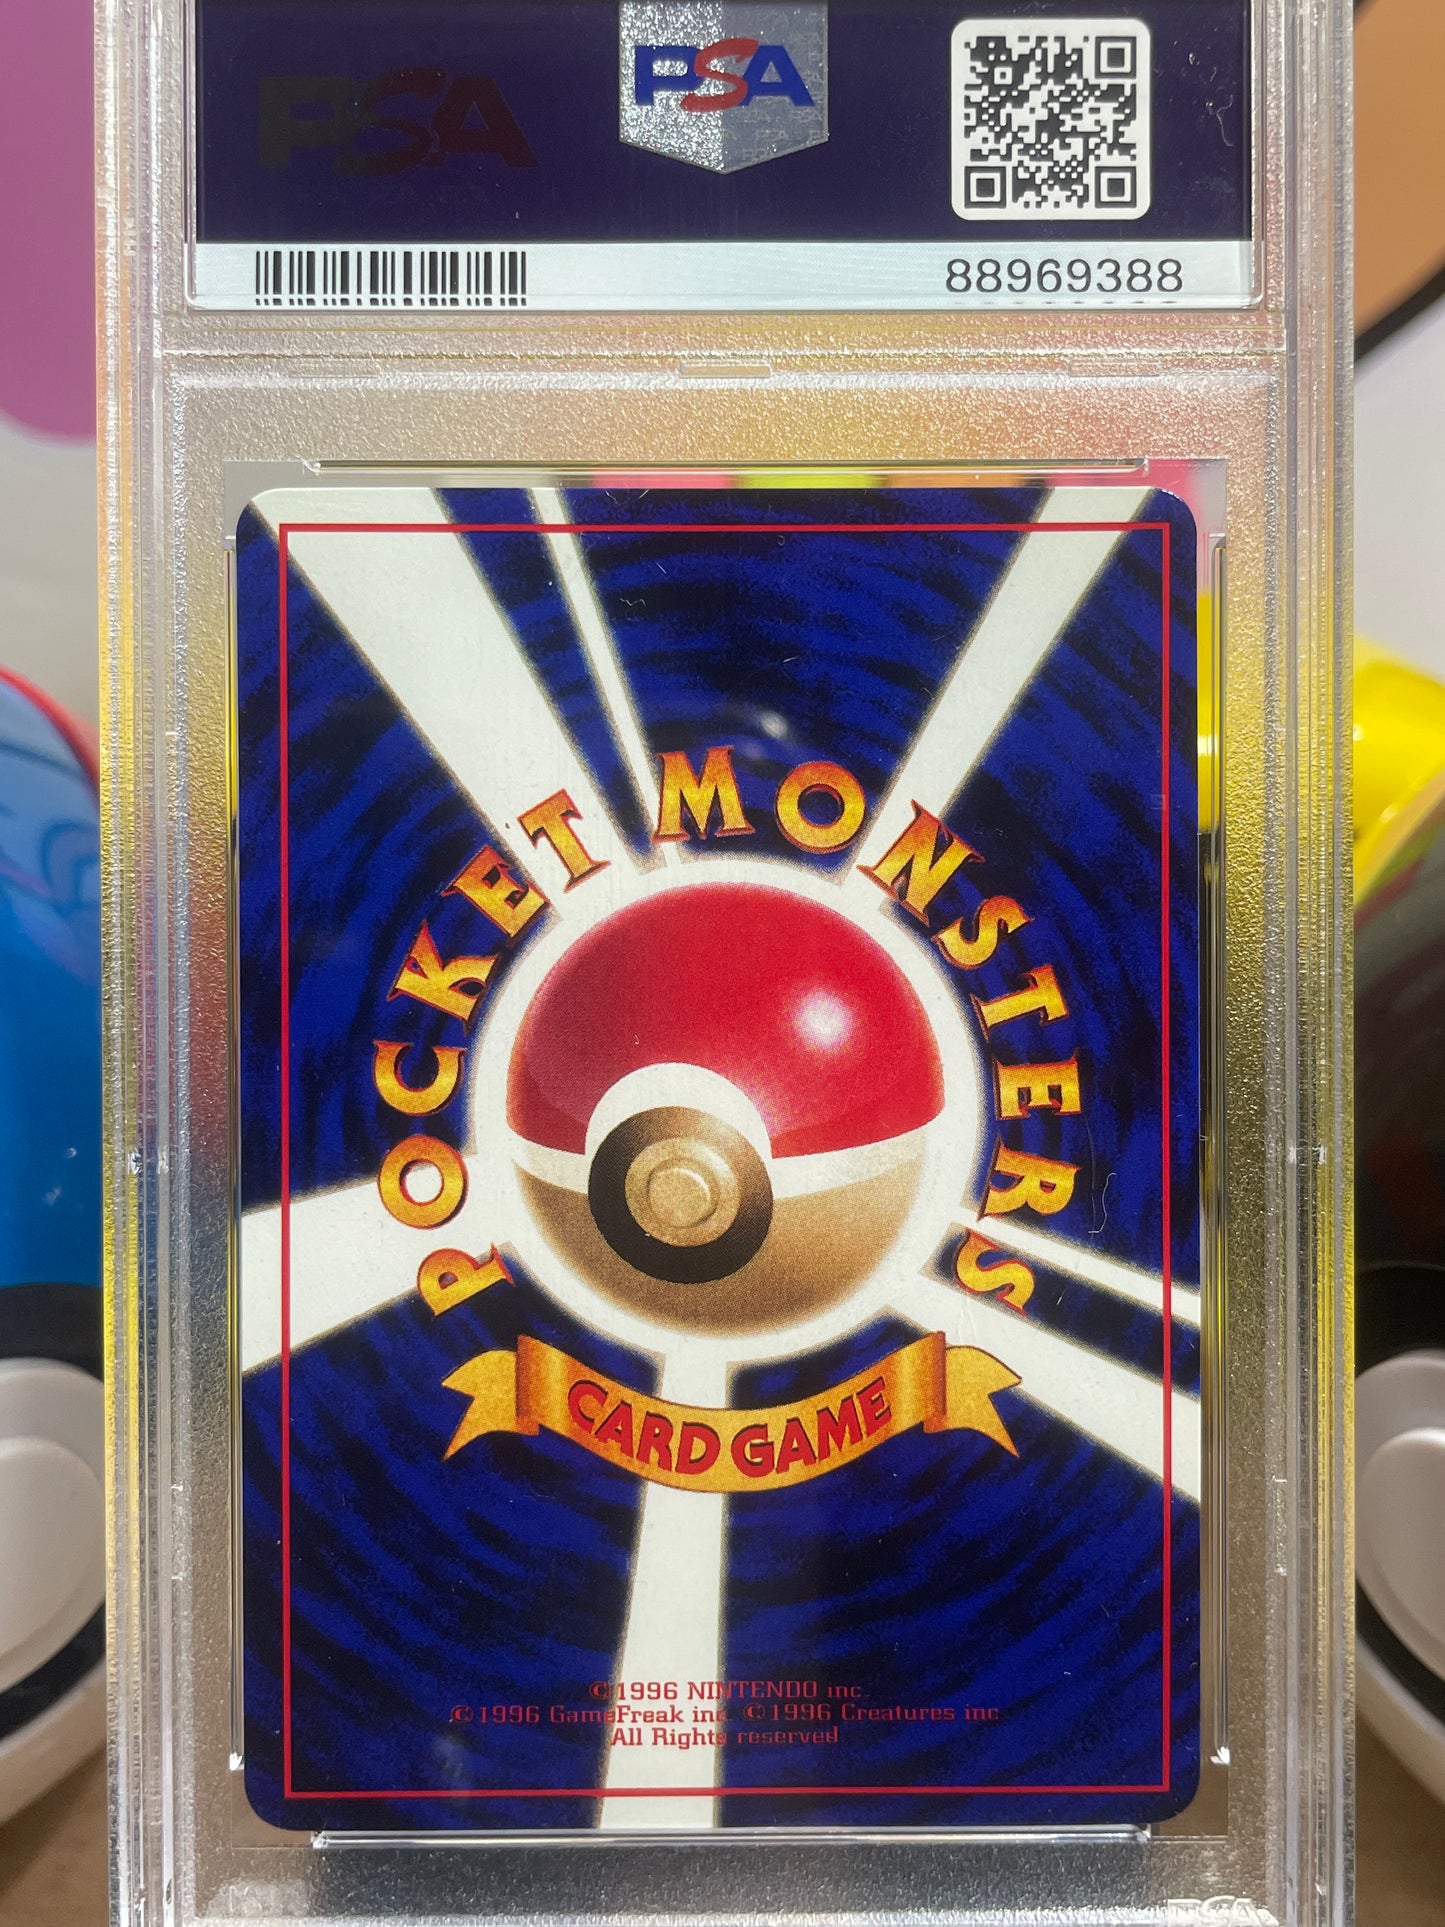 PSA
PSA
88969388
POCKET MONSTERS
CARD GAME
©1996 NINTENDO inc.
©1996 GameFreak inc. ©1996 Creatures inc.
All Rights reserved
PSA